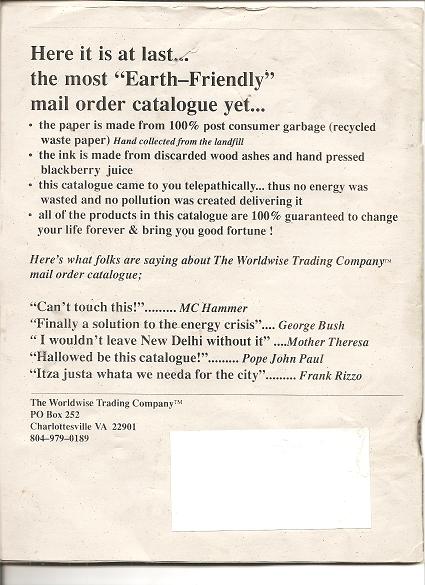 Here it is at last...
the most “Earth–Friendly”
mail order catalogue yet...
• the paper is made from 100% post consumer garbage (recycled
waste paper) Hand collected from the landfill
• the ink is made from discarded wood ashes and hand pressed
blackberry juice
• this catalogue came to you telepathically... thus no energy was
wasted and no pollution was created delivering it
• all of the products in this catalogue are 100% guaranteed to change
your life forever & bring you good fortune !
Here's what folks are saying about The Worldwise Trading Company™
mail order catalogue;
“Can't touch this!”......... MC Hammer
“Finally a solution to the energy crisis”.... George Bush
“ I wouldn't leave New Delhi without it” ....Mother Theresa
“Hallowed be this catalogue!”......... Pope John Paul
“Itza justa whata we needa for the city”......... Frank Rizzo
The Worldwise Trading Company™
PO Box 252
Charlottesville VA 22901
804–979–0189